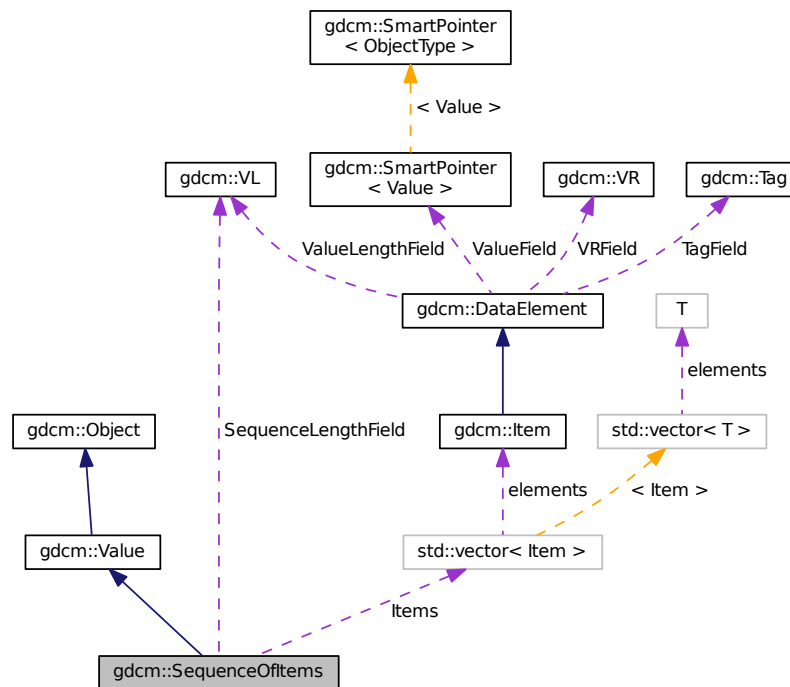 gdcm::SmartPointer
< ObjectType >
< Value >
gdcm::VL
gdcm::SmartPointer
< Value >
gdcm::VR
gdcm::Tag
ValueLengthField
ValueField
VRField
TagField
gdcm::DataElement
T
elements
gdcm::Object
SequenceLengthField
gdcm::Item
std::vector< T >
elements
< Item >
gdcm::Value
std::vector< Item >
Items
gdcm::SequenceOfItems